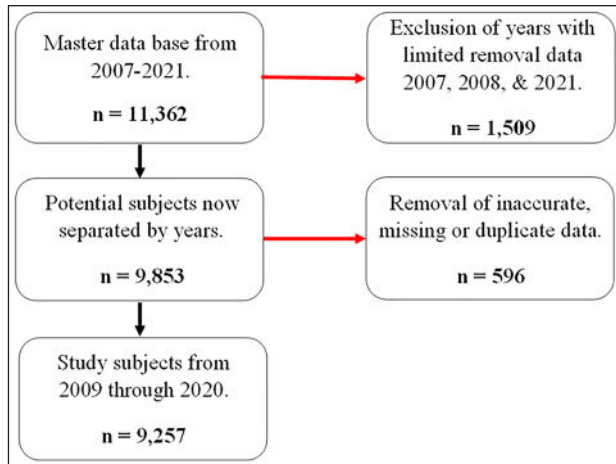 Master data base from
2007-2021.
n = 11,362
Exclusion of years with
limited removal data
2007, 2008, & 2021.
n = 1,509
Potential subjects now
separated by years.
n = 9,853
Removal of inaccurate,
missing or duplicate data.
n = 596
Study subjects from
2009 through 2020.
n = 9,257